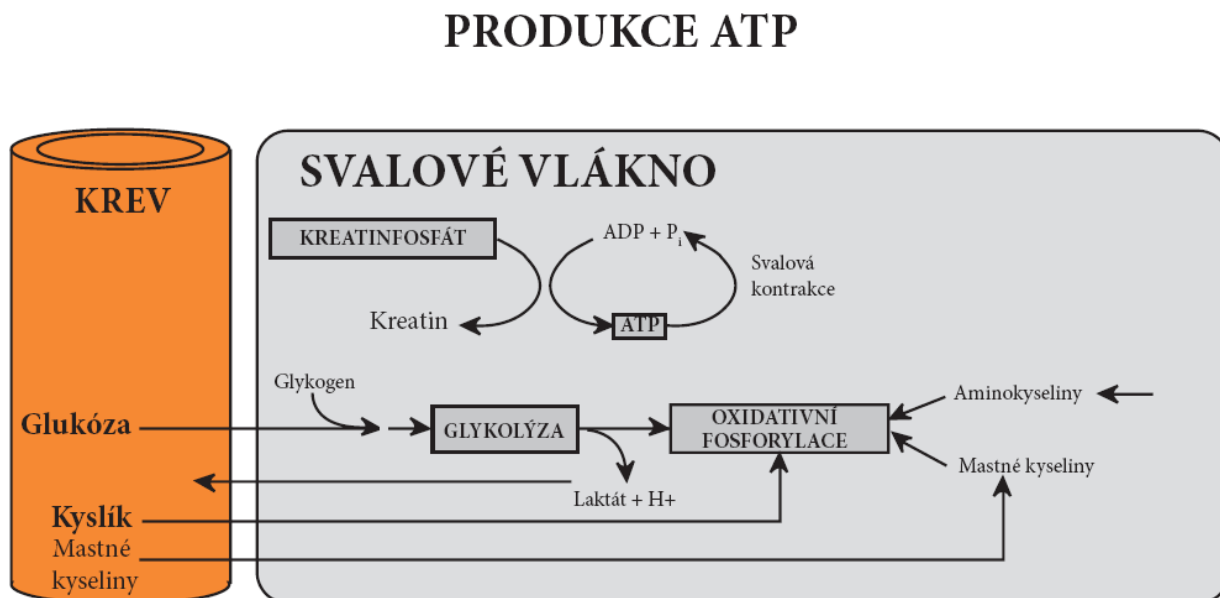 PRODUKCE ATP
KREV
SVALOVÉ VLÁKNO
KREATINFOSFÁT
ADP + Pi
Svalová
kontrakce
Kreatin
ATP
Glykogen
Glukóza
GLYKOLÝZA
OXIDATIVNÍ
FOSFORYLACE
Aminokyseliny
Mastné kyseliny
Laktát + H+
Kyslík
Mastné
kyseliny